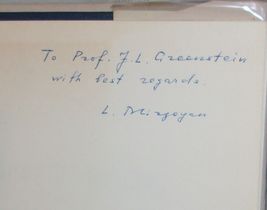 To Prof. J.L. Greenstein
with best regards.
L. Mirzoyan